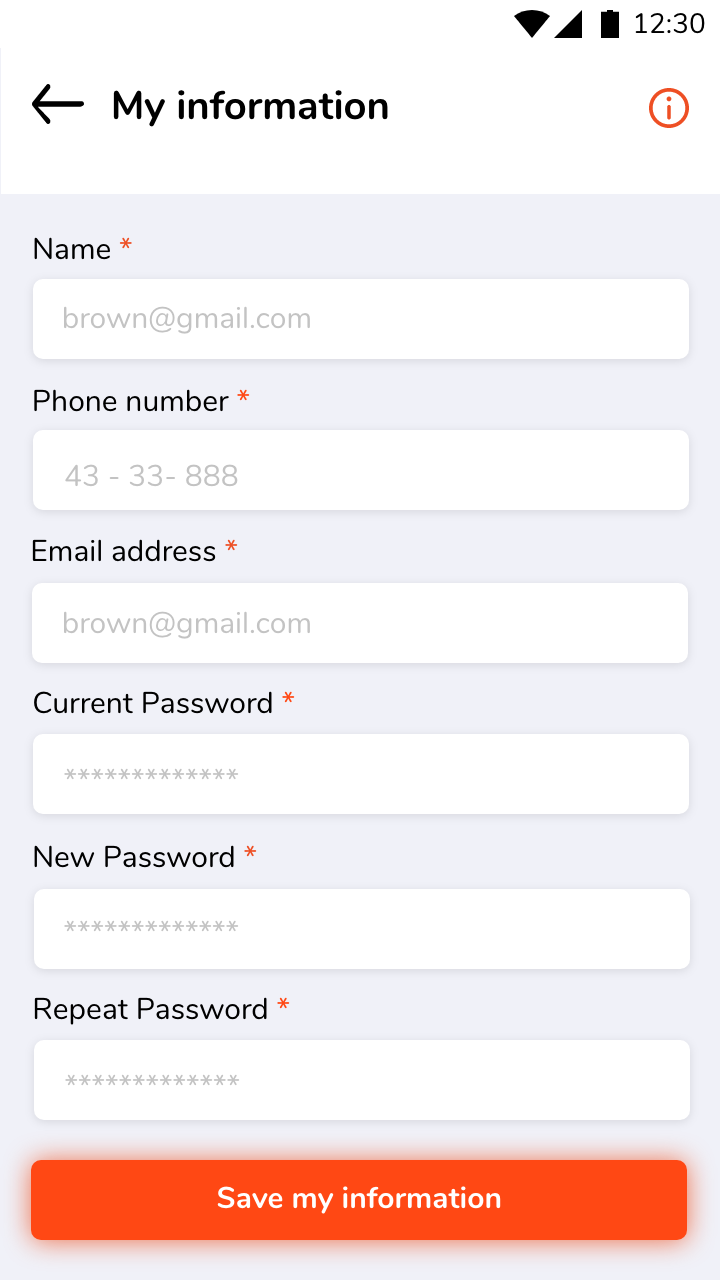 12:30
My information
Name *
brown@gmail.com
Phone number *
43 - 33- 888
Email address *
brown@gmail.com
Current Password *
*************
New Password *
*************
Repeat Password *
*************
Save my information